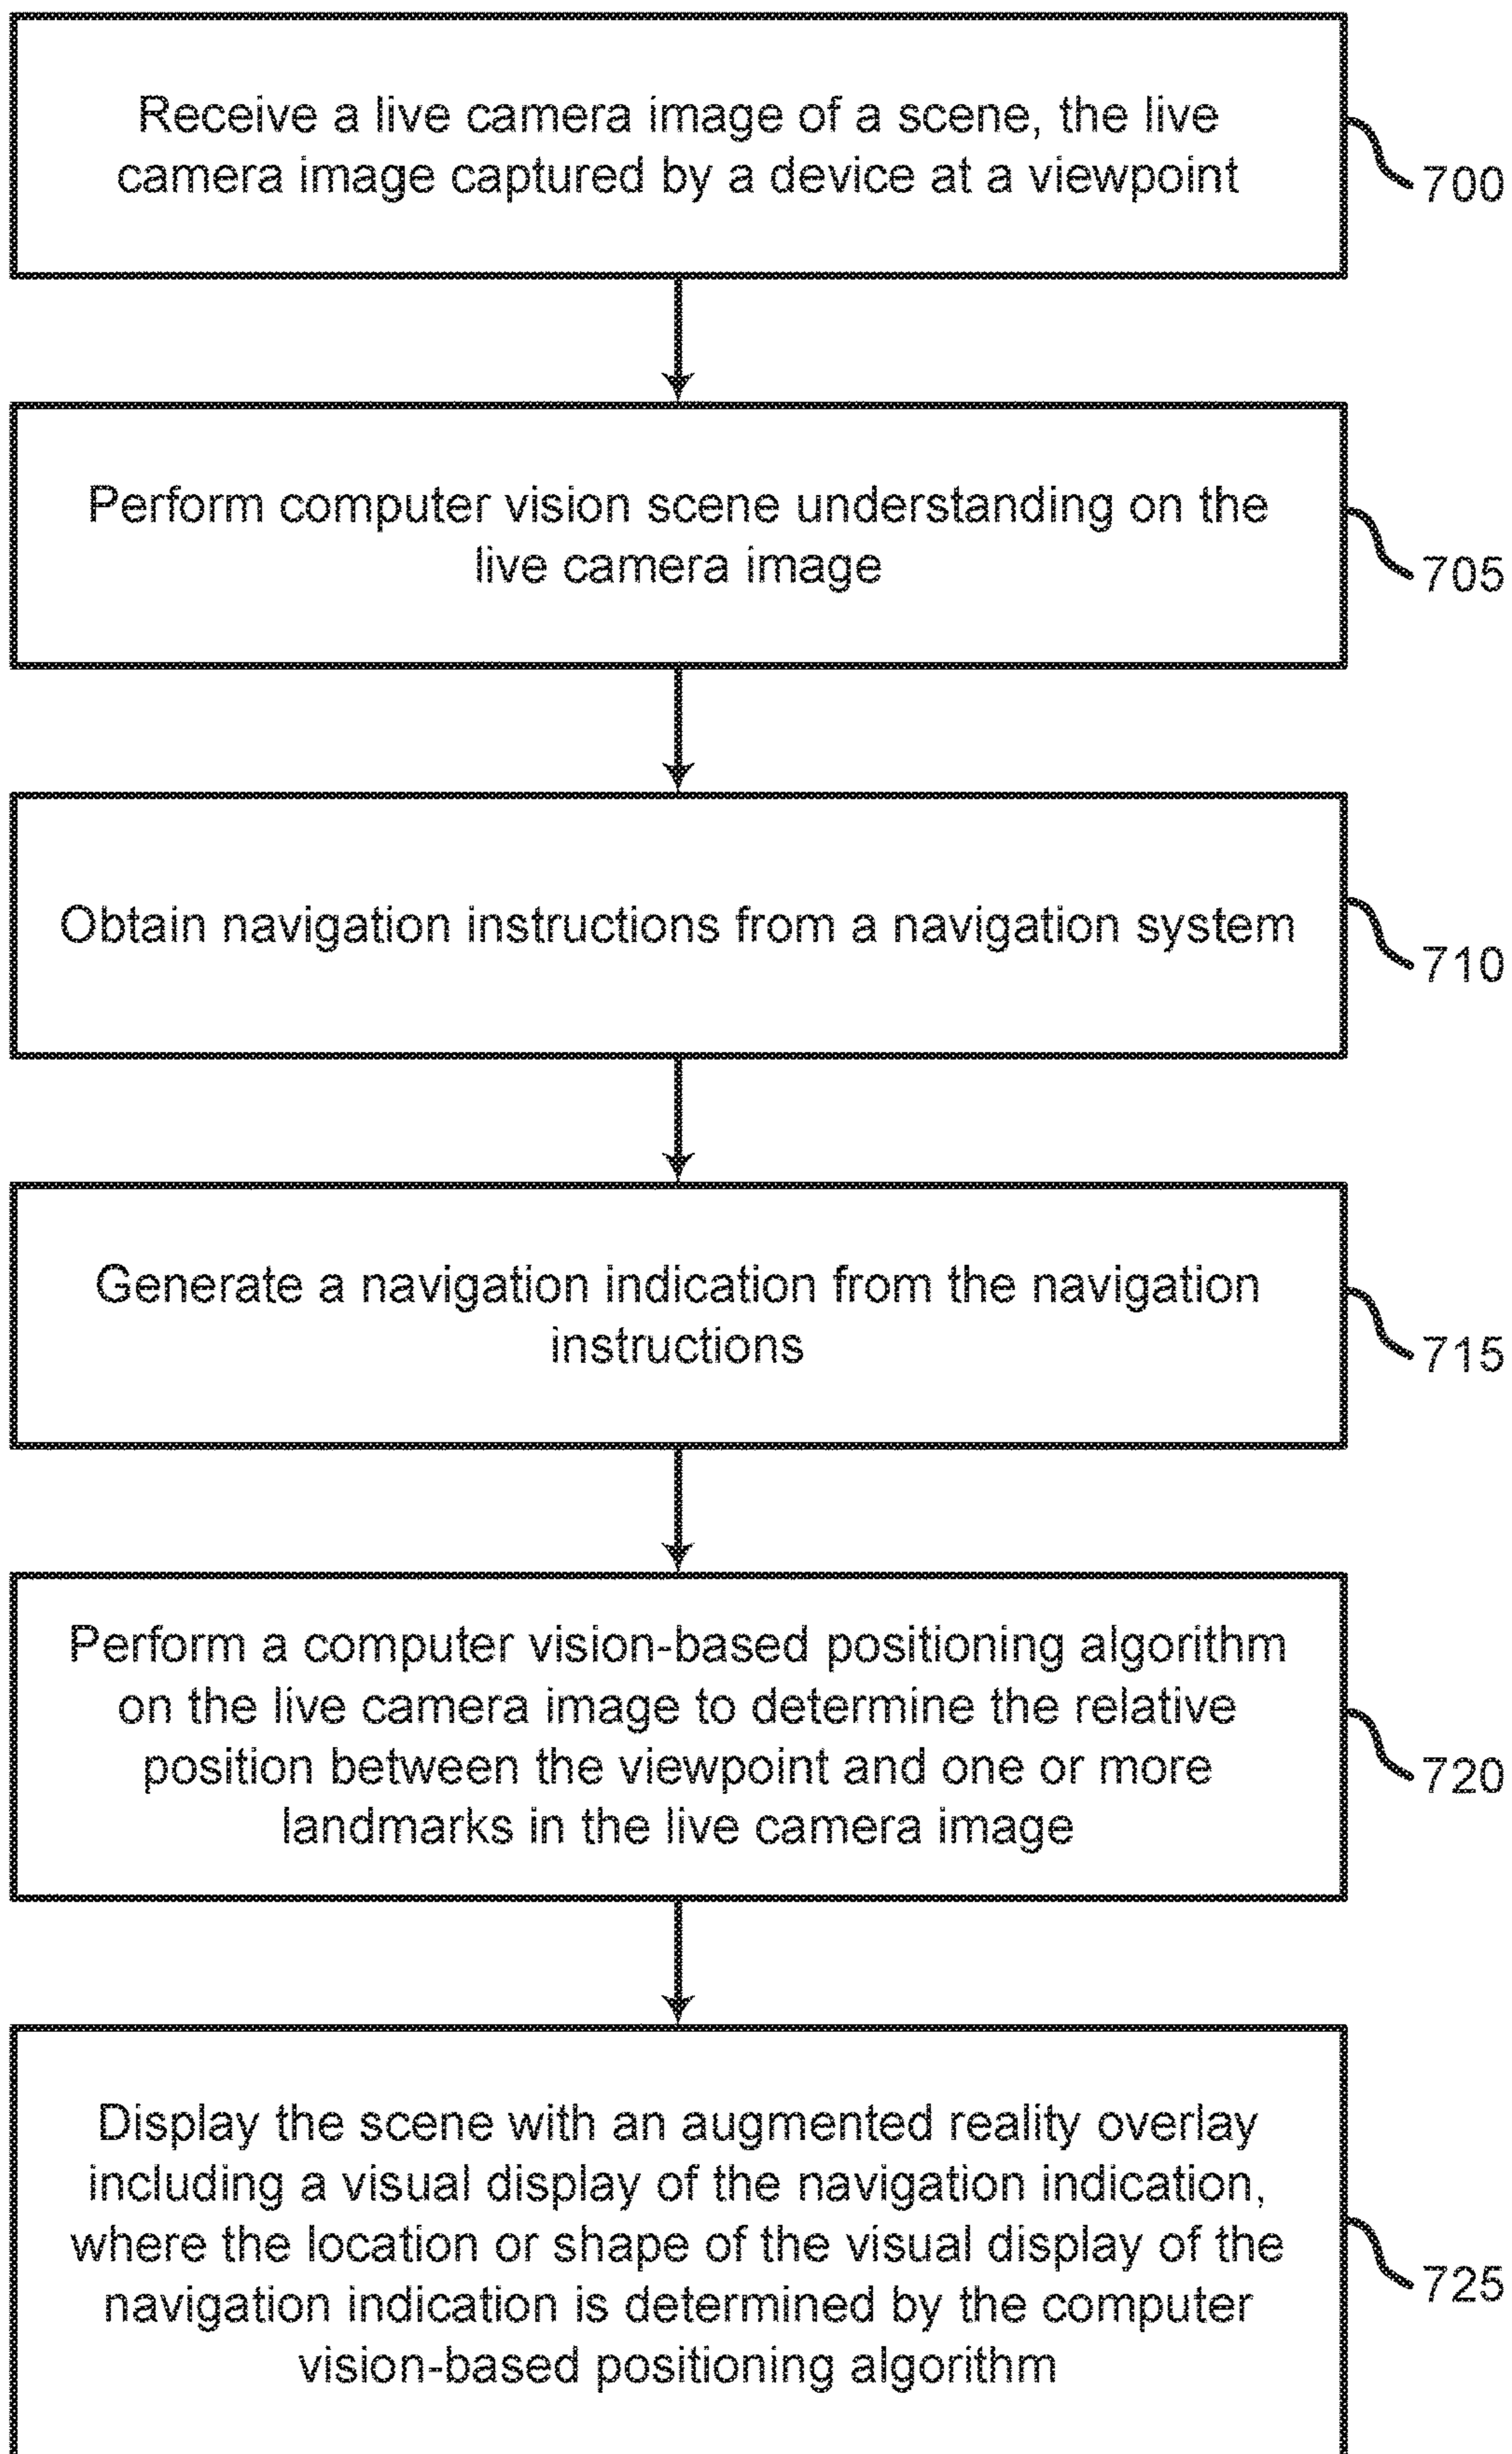 Receive a live camera image of a scene, the live
camera image captured by a device at a viewpoint
700
Perform computer vision scene understanding on the
live camera image
705
Obtain navigation instructions from a navigation system
710
Generate a navigation indication from the navigation
instructions
715
Perform a computer vision-based positioning algorithm
on the live camera image to determine the relative
position between the viewpoint and one or more
landmarks in the live camera image
720
Display the scene with an augmented reality overlay
including a visual display of the navigation indication,
where the location or shape of the visual display of the
navigation indication is determined by the computer
vision-based positioning algorithm
725